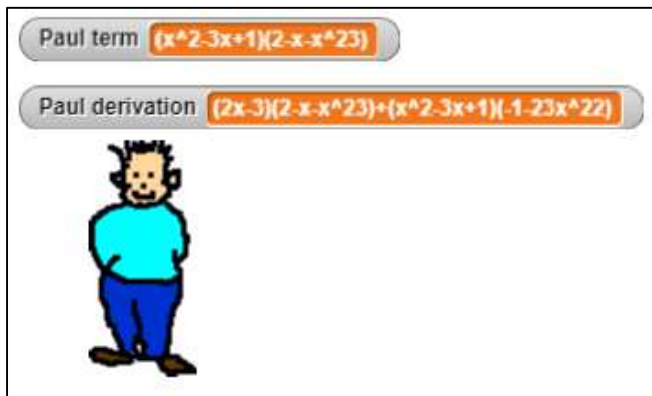 Paul term (x^2-3x+1)(2-x-x^23)
Paul derivation (2x-3)(2-x-x^23)+(x^2-3x+1)(-1-23x^22)